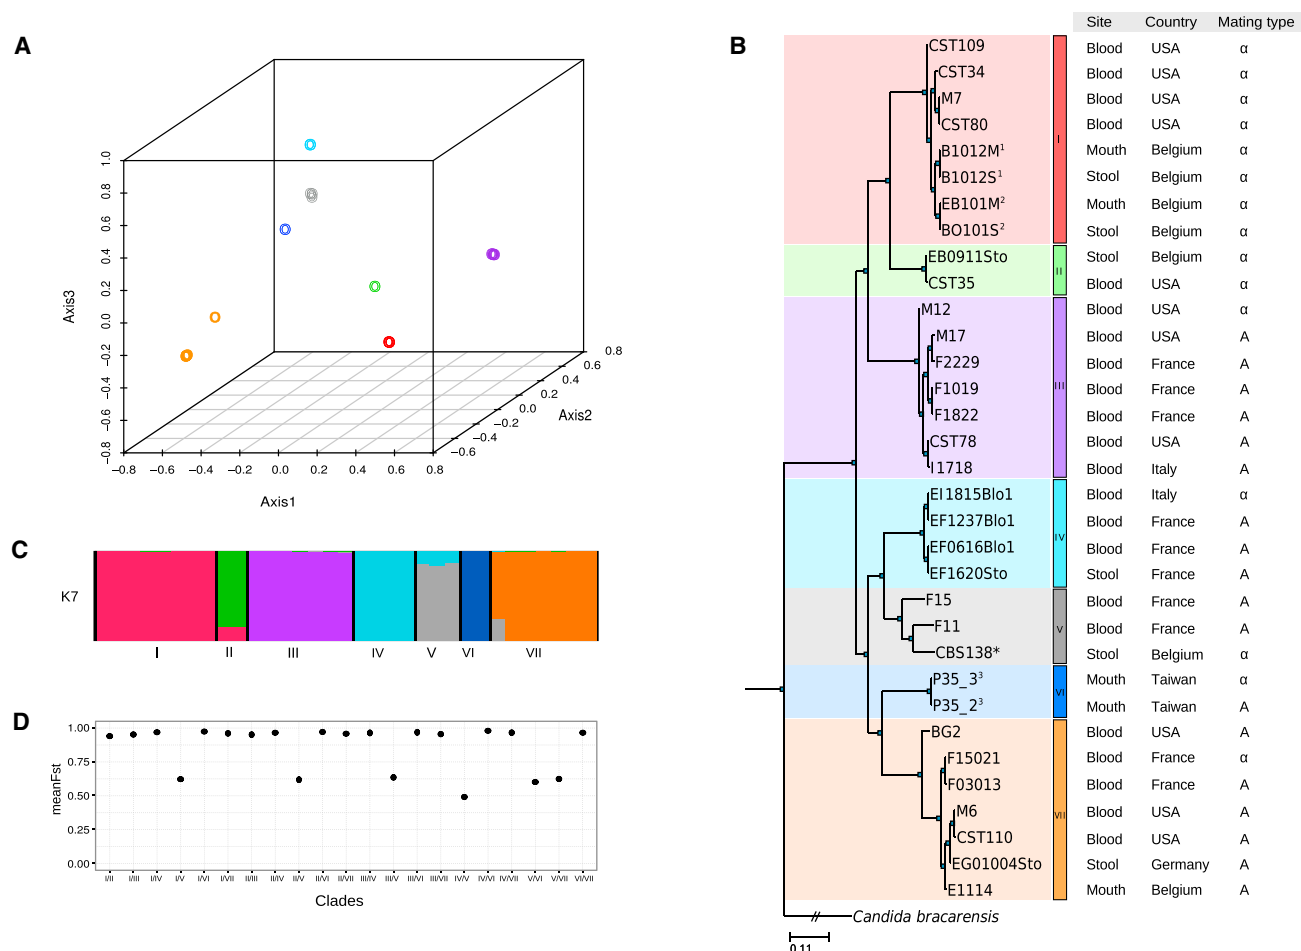 A
1.0
0.8
0.6
0.4
0.2
0.0
−0.2
−0.4
−0.6
−0.8
Axis3
−0.8 −0.6 −0.4 −0.2 0.0 0.2 0.4 0.6 0.8
Axis1
−0.6 −0.4 −0.2 0.0 0.2 0.4 0.6 0.8
Axis2
B
Site Country Mating type
CST109 Blood USA α
CST34 Blood USA α
M7 Blood USA α
CST80 Blood USA α
B1012M¹ Mouth Belgium α
B1012S¹ Stool Belgium α
EB101M² Mouth Belgium α
BO101S² Stool Belgium α
I
EB0911Sto Stool Belgium α
CST35 Blood USA α
II
M12 Blood USA α
M17 Blood USA A
F2229 Blood France A
F1019 Blood France A
F1822 Blood France A
CST78 Blood USA A
I1718 Blood Italy A
III
EI1815Blo1 Blood Italy α
EF1237Blo1 Blood France A
EF0616Blo1 Blood France A
EF1620Sto Stool France A
IV
F15 Blood France A
F11 Blood France A
CBS138* Stool Belgium α
V
P35_3³ Mouth Taiwan α
P35_2³ Mouth Taiwan A
VI
BG2 Blood USA A
F15021 Blood France α
F03013 Blood France A
M6 Blood USA A
CST110 Blood USA A
EG01004Sto Stool Germany A
E1114 Mouth Belgium A
VII
Candida bracarensis
0.11
C
K7
I II III IV V VI VII
D
1.00
0.75
0.50
0.25
0.00
meanFst
I/II I/III I/IV I/V I/VI I/VII II/III II/IV II/V II/VI II/VII III/IV III/V III/VI III/VII IV/V IV/VI IV/VII V/VI V/VII VI/VII
Clades